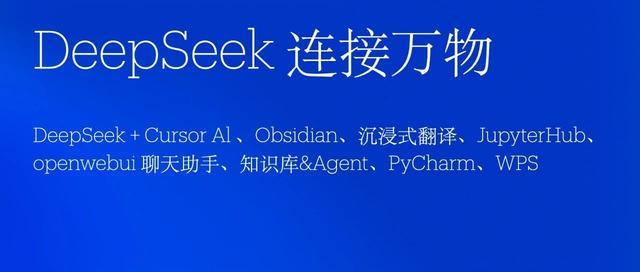 DeepSeek 连接万物
DeepSeek + Cursor AI 、Obsidian、沉浸式翻译、JupyterHub、
openwebui 聊天助手、知识库&Agent、PyCharm、WPS